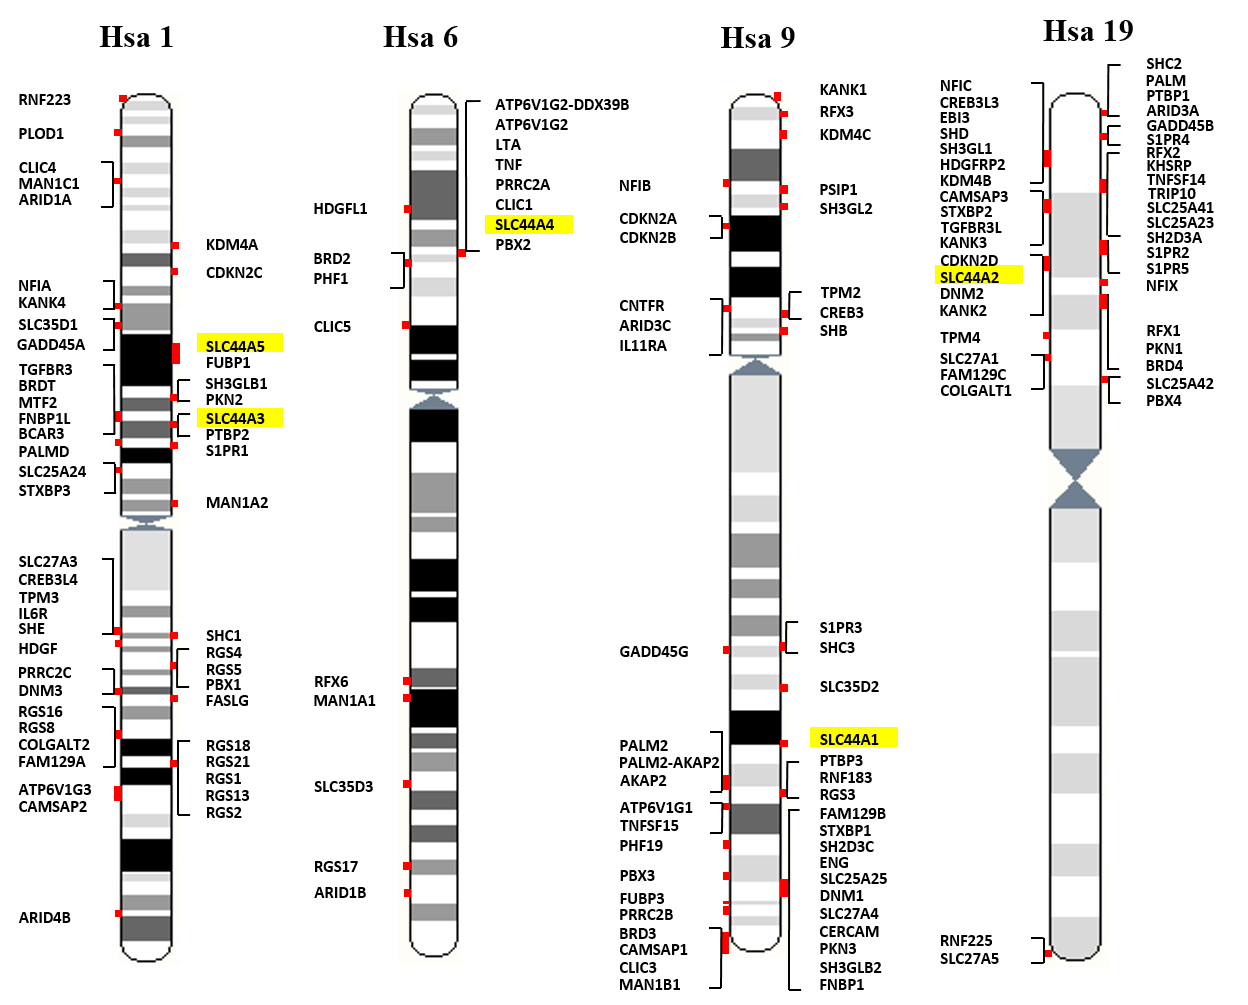 Hsa 1
RNF223
PLOD1
CLIC4
MAN1C1
ARID1A
NFIA
KANK4
SLC35D1
GADD45A
TGFBR3
BRDT
MTF2
FNBP1L
BCAR3
PALMD
SLC25A24
STXBP3
SLC27A3
CREB3L4
TPM3
IL6R
SHE
HDGF
PRRC2C
DNM3
RGS16
RGS8
COLGALT2
FAM129A
ATP6V1G3
CAMSAP2
ARID4B
KDM4A
CDKN2C
SLC44A5
FUBP1
SH3GLB1
PKN2
SLC44A3
PTBP2
S1PR1
MAN1A2
SHC1
RGS4
RGS5
PBX1
FASLG
RGS18
RGS21
RGS1
RGS13
RGS2
Hsa 6
HDGFL1
BRD2
PHF1
CLIC5
RFX6
MAN1A1
SLC35D3
RGS17
ARID1B
ATP6V1G2-DDX39B
ATP6V1G2
LTA
TNF
PRRC2A
CLIC1
SLC44A4
PBX2
Hsa 9
NFIB
CDKN2A
CDKN2B
CNTFR
ARID3C
IL11RA
GADD45G
PALM2
PALM2-AKAP2
AKAP2
ATP6V1G1
TNFSF15
PHF19
PBX3
FUBP3
PRRC2B
BRD3
CAMSAP1
CLIC3
MAN1B1
KANK1
RFX3
KDM4C
PSIP1
SH3GL2
TPM2
CREB3
SHB
S1PR3
SHC3
SLC35D2
SLC44A1
PTBP3
RNF183
RGS3
FAM129B
STXBP1
SH2D3C
ENG
SLC25A25
DNM1
SLC27A4
CERCAM
PKN3
SH3GLB2
FNBP1
Hsa 19
NFIC
CREB3L3
EBI3
SHD
SH3GL1
HDGFRP2
KDM4B
CAMSAP3
STXBP2
TGFBR3L
KANK3
CDKN2D
SLC44A2
DNM2
KANK2
TPM4
SLC27A1
FAM129C
COLGALT1
RNF225
SLC27A5
SHC2
PALM
PTBP1
ARID3A
GADD45B
S1PR4
RFX2
KHSRP
TNFSF14
TRIP10
SLC25A41
SLC25A23
SH2D3A
S1PR2
S1PR5
NFIX
RFX1
PKN1
BRD4
SLC25A42
PBX4